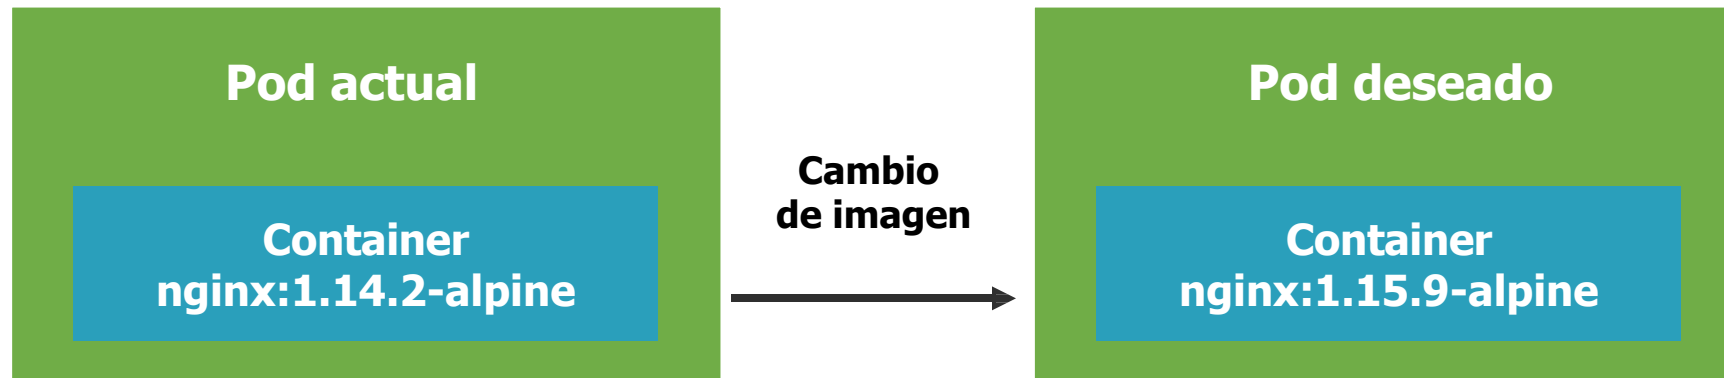 Pod actual
Container
nginx:1.14.2-alpine
Cambio
de imagen
Pod deseado
Container
nginx:1.15.9-alpine